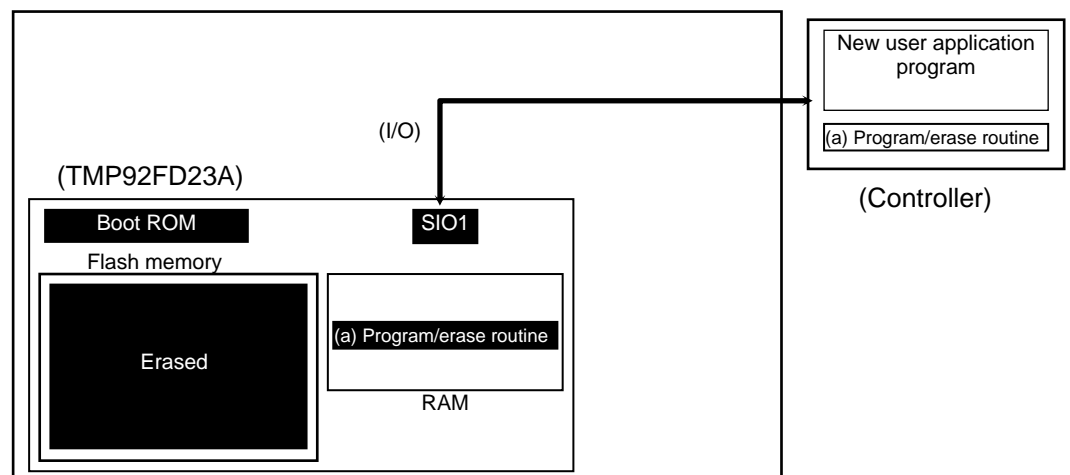 New user application
program
(I/O)
(a) Program/erase routine
(TMP92FD23A)
(Controller)
Boot ROM
SIO1
Flash memory
(a) Program/erase routine
Erased
RAM